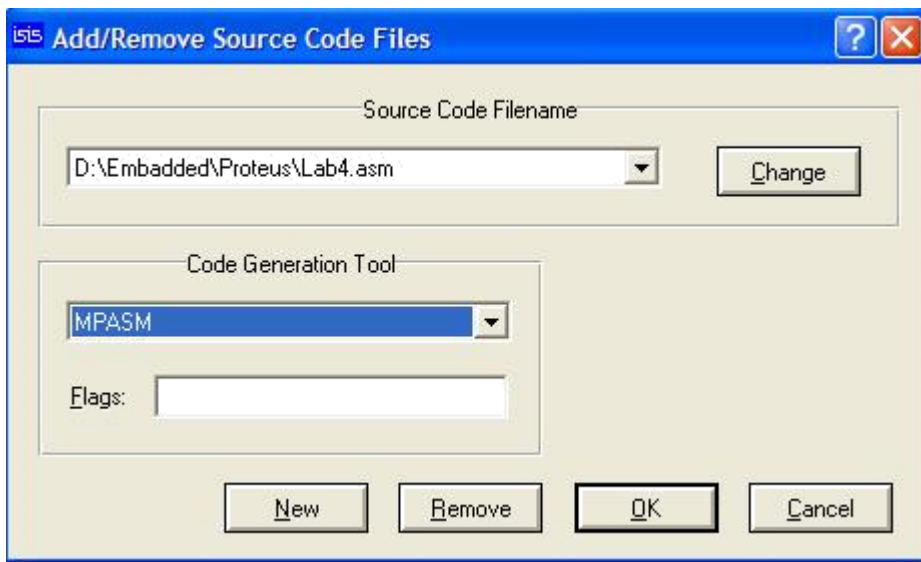 isis Add/Remove Source Code Files
Source Code Filename
D:\Embadded\Proteus\Lab4.asm
Change
Code Generation Tool
MPASM
Flags:
New Remove OK Cancel